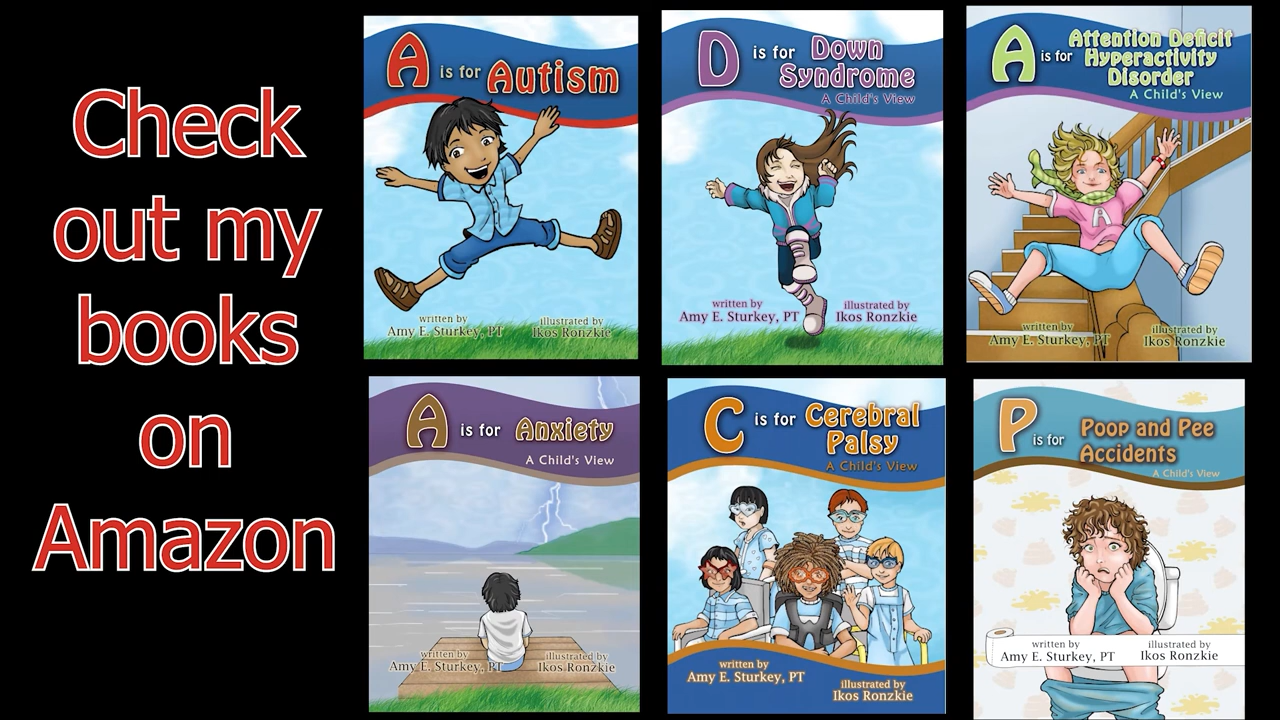 Check
out my
books
on
Amazon
A is for Autism
written by
Amy E. Sturkey, PT
illustrated by
Ikos Ronzkie
D is for Down
Syndrome
A Child's View
written by
Amy E. Sturkey, PT
illustrated by
Ikos Ronzkie
A is for Attention Deficit
Hyperactivity
Disorder
A Child's View
A
written by
Amy E. Sturkey, PT
illustrated by
Ikos Ronzkie
A is for Anxiety
A Child's View
written by
Amy E. Sturkey, PT
illustrated by
Ikos Ronzkie
C is for Cerebral
Palsy
A Child's View
written by
Amy E. Sturkey, PT
illustrated by
Ikos Ronzkie
P is for Poop and Pee
Accidents
A Child's View
written by
Amy E. Sturkey, PT
illustrated by
Ikos Ronzkie